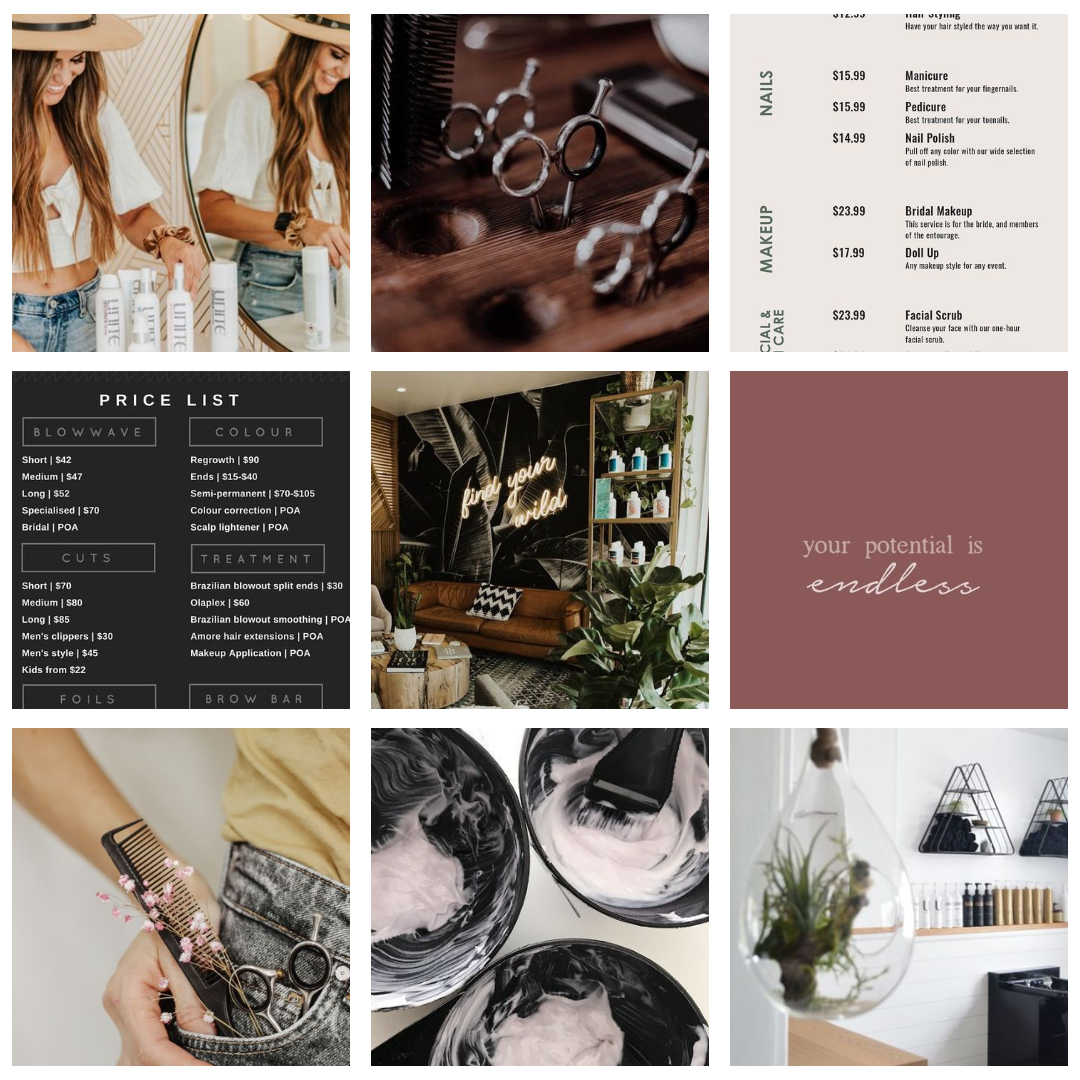 UNITE
UNITE
$12.99 Hair Styling
Have your hair styled the way you want it.
NAILS
$15.99 Manicure
Best treatment for your fingernails.
$15.99 Pedicure
Best treatment for your toenails.
$14.99 Nail Polish
Pull off any color with our wide selection
of nail polish.
MAKEUP
$23.99 Bridal Makeup
This service is for the bride, and members
of the entourage.
$17.99 Doll Up
Any makeup style for any event.
$23.99 Facial Scrub
Cleanse your face with our one-hour
facial scrub.
CIAL &
CARE
PRICE LIST
BLOWWAVE
Short | $42
Medium | $47
Long | $52
Specialised | $70
Bridal | POA
COLOUR
Regrowth | $90
Ends | $15-$40
Semi-permanent | $70-$105
Colour correction | POA
Scalp lightener | POA
CUTS
Short | $70
Medium | $80
Long | $85
Men's clippers | $30
Men's style | $45
Kids from $22
TREATMENT
Brazilian blowout split ends | $30
Olaplex | $60
Brazilian blowout smoothing | POA
Amore hair extensions | POA
Makeup Application | POA
FOILS
BROW BAR
find your
wild
your potential is
endless